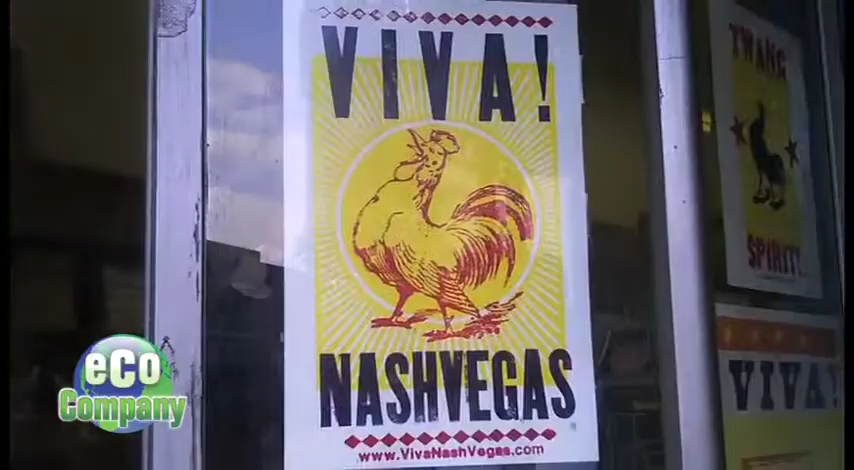 VIVA!
NASHVEGAS
www.VivaNashVegas.com
TWANG
SPIRIT!
VIVA!
eco
Company